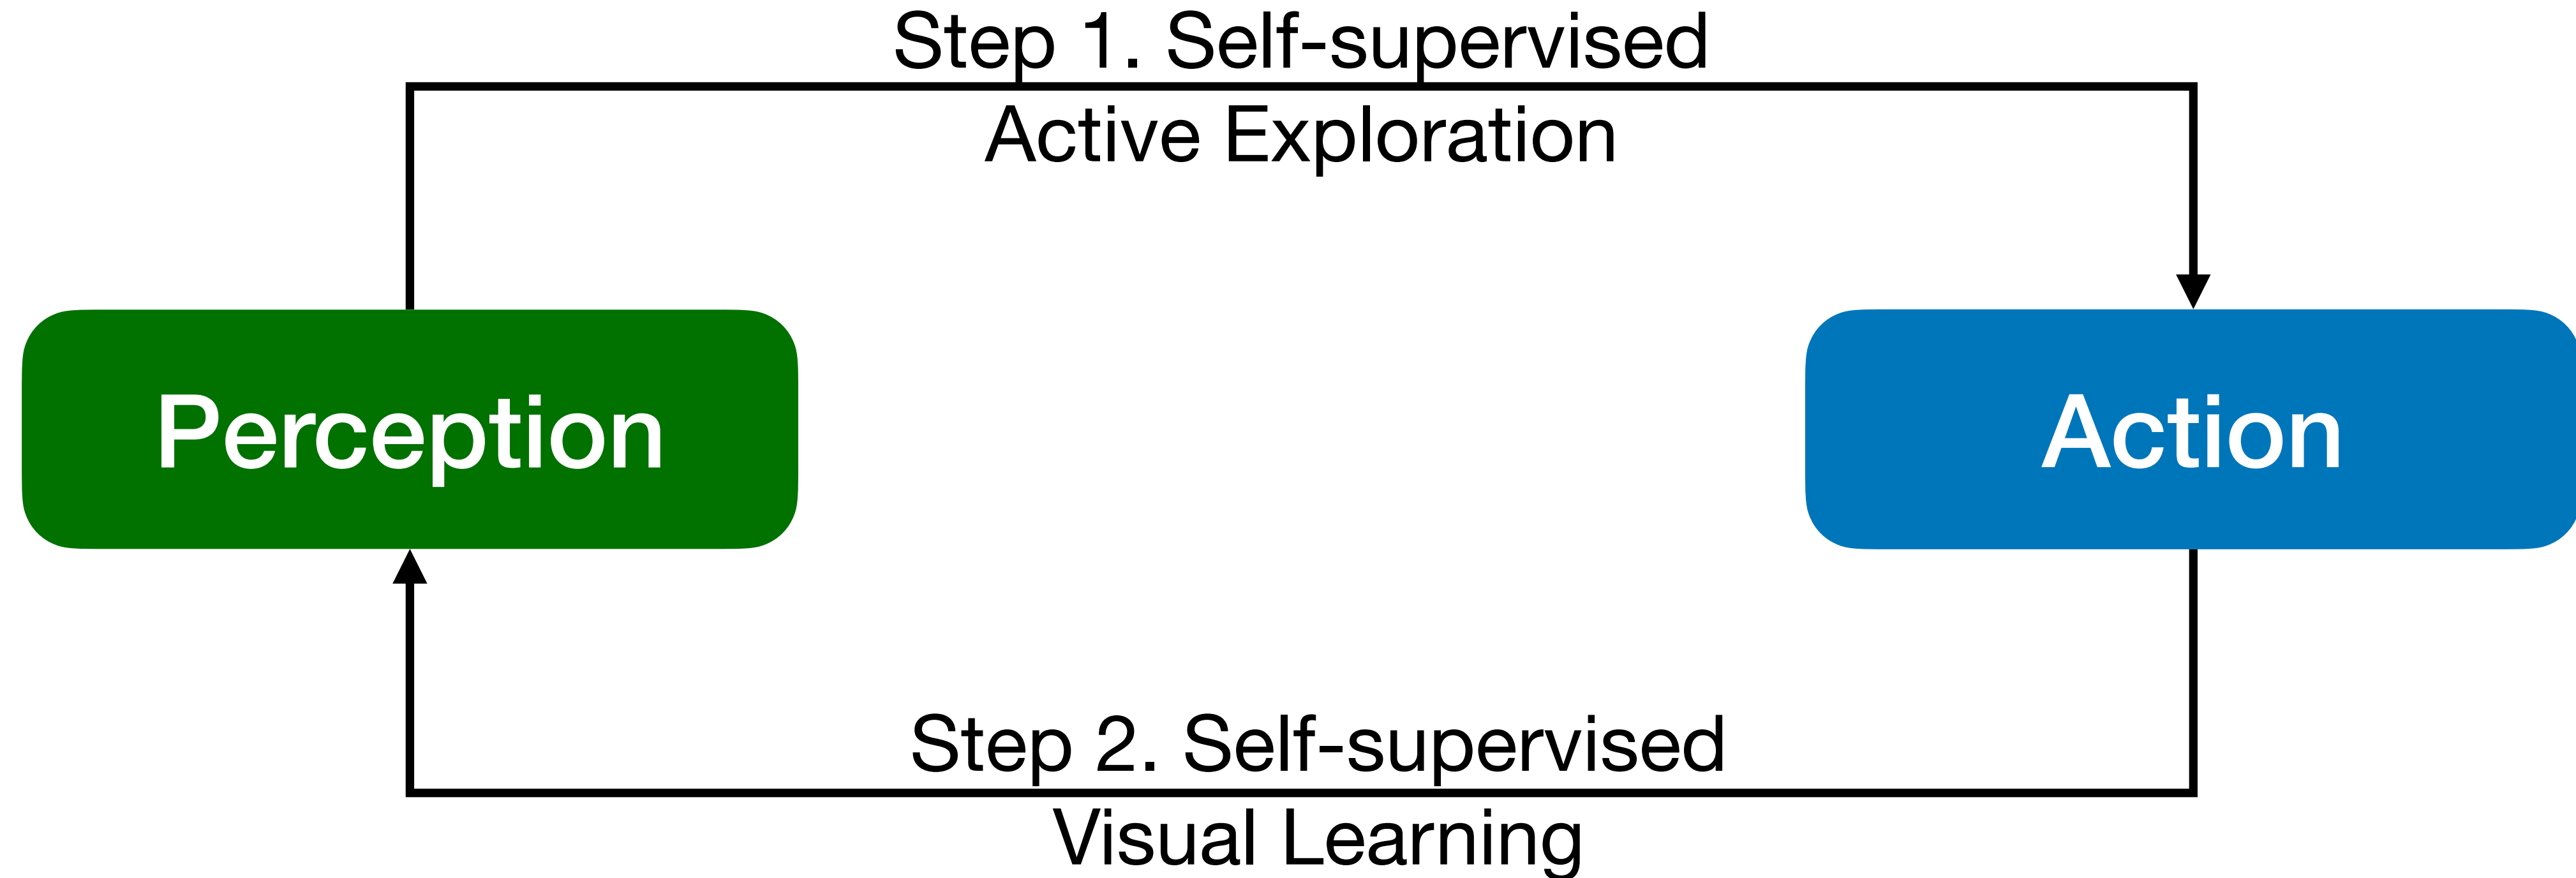 Step 1. Self-supervised
Active Exploration
Perception
Action
Step 2. Self-supervised
Visual Learning